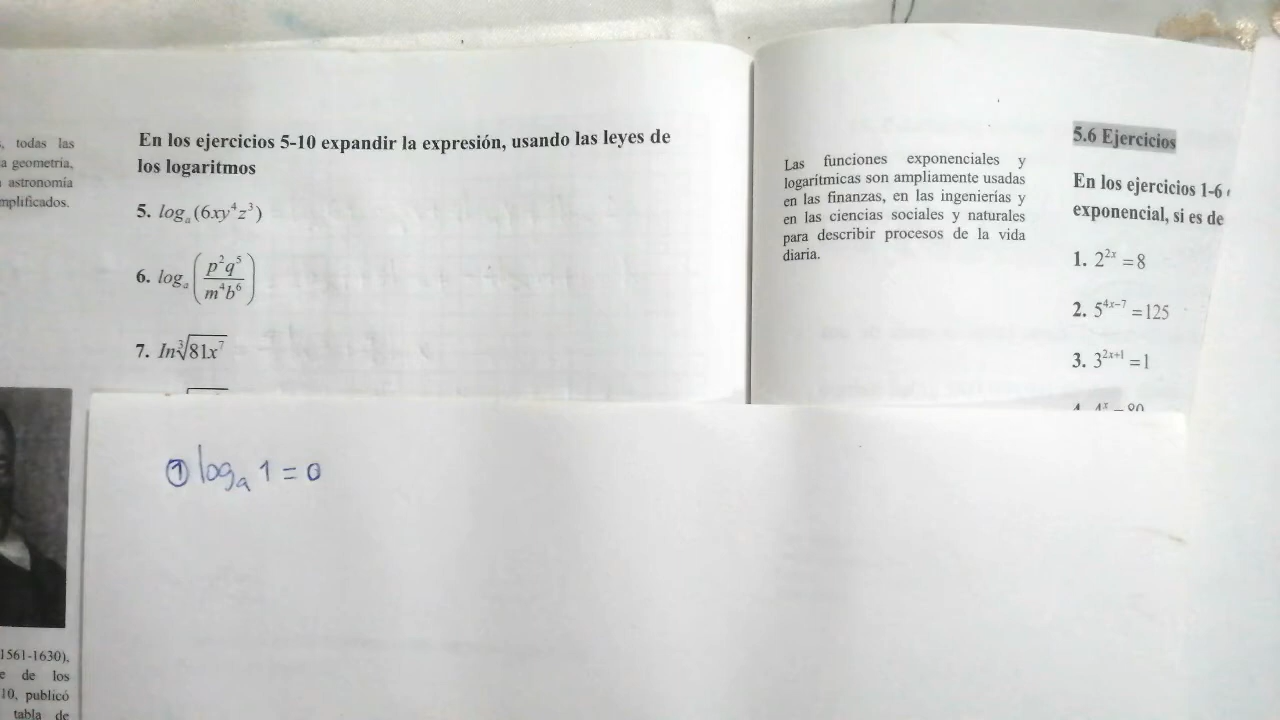 , todas las
a geometría,
astronomía
mplificados.
En los ejercicios 5-10 expandir la expresión, usando las leyes de
los logaritmos
5. logₐ(6xy⁴z³)
6. logₐ(p²q⁵/m⁴b⁶)
7. In∛81x⁷
① logₐ 1 = 0
1561-1630),
e de los
10, publicó
tabla de
Las funciones exponenciales y
logarítmicas son ampliamente usadas
en las finanzas, en las ingenierías y
en las ciencias sociales y naturales
para describir procesos de la vida
diaria.
5.6 Ejercicios
En los ejercicios 1-6
exponencial, si es de
1. 2²ˣ = 8
2. 5⁴ˣ⁻⁷ = 125
3. 3²ˣ⁺¹ = 1